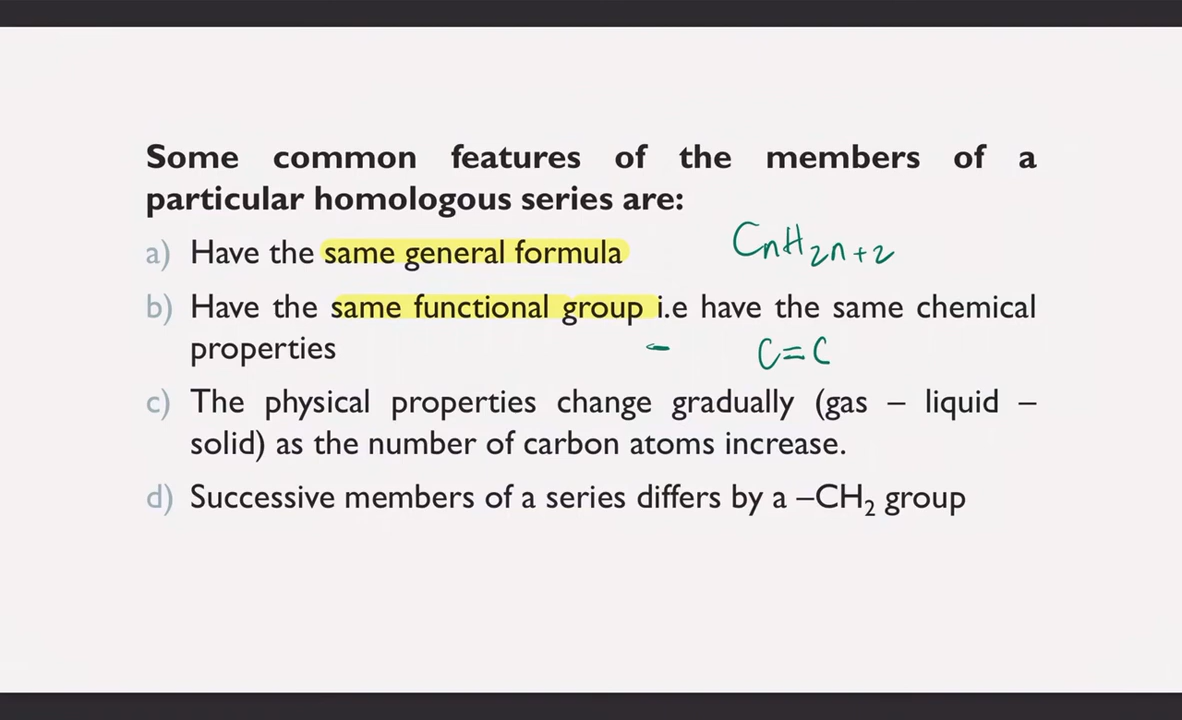 Some common features of the members of a
particular homologous series are:
a) Have the same general formula
CnH2n+2
b) Have the same functional group i.e have the same chemical
properties
C=C
c) The physical properties change gradually (gas – liquid –
solid) as the number of carbon atoms increase.
d) Successive members of a series differs by a –CH₂ group